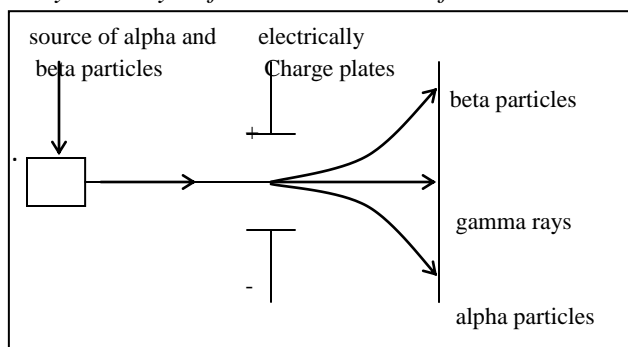 source of alpha and
beta particles
electrically
Charge plates
beta particles
+
.
gamma rays
-
alpha particles